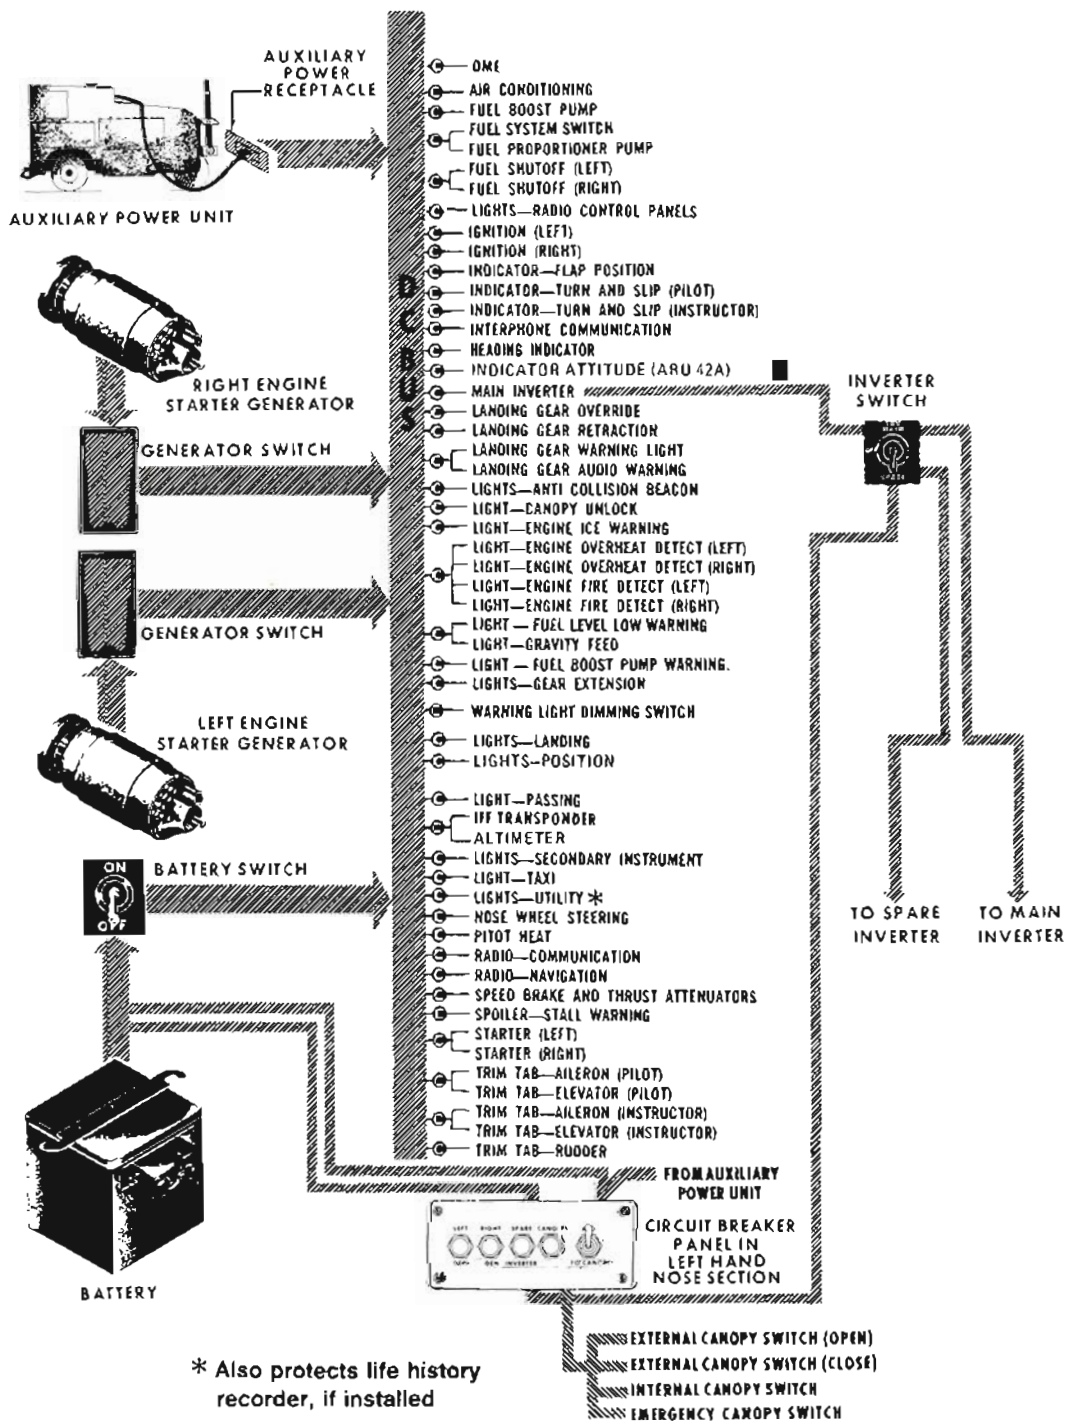 AUXILIARY
POWER
RECEPTACLE
AUXILIARY POWER UNIT
RIGHT ENGINE
STARTER GENERATOR
GENERATOR SWITCH
GENERATOR SWITCH
LEFT ENGINE
STARTER GENERATOR
ON
OFF
BATTERY SWITCH
BATTERY
DC BUS
DME
AIR CONDITIONING
FUEL BOOST PUMP
FUEL SYSTEM SWITCH
FUEL PROPORTIONER PUMP
FUEL SHUTOFF (LEFT)
FUEL SHUTOFF (RIGHT)
LIGHTS—RADIO CONTROL PANELS
IGNITION (LEFT)
IGNITION (RIGHT)
INDICATOR—FLAP POSITION
INDICATOR—TURN AND SLIP (PILOT)
INDICATOR—TURN AND SLIP (INSTRUCTOR)
INTERPHONE COMMUNICATION
HEADING INDICATOR
INDICATOR ATTITUDE (ARU 42A)
MAIN INVERTER
LANDING GEAR OVERRIDE
LANDING GEAR RETRACTION
LANDING GEAR WARNING LIGHT
LANDING GEAR AUDIO WARNING
LIGHTS—ANTI COLLISION BEACON
LIGHT—CANOPY UNLOCK
LIGHT—ENGINE ICE WARNING
LIGHT—ENGINE OVERHEAT DETECT (LEFT)
LIGHT—ENGINE OVERHEAT DETECT (RIGHT)
LIGHT—ENGINE FIRE DETECT (LEFT)
LIGHT—ENGINE FIRE DETECT (RIGHT)
LIGHT—FUEL LEVEL LOW WARNING
LIGHT—GRAVITY FEED
LIGHT—FUEL BOOST PUMP WARNING.
LIGHTS—GEAR EXTENSION
WARNING LIGHT DIMMING SWITCH
LIGHTS—LANDING
LIGHTS-POSITION
LIGHT—PASSING
IFF TRANSPONDER
ALTIMETER
LIGHTS—SECONDARY INSTRUMENT
LIGHT—TAXI
LIGHTS—UTILITY *
NOSE WHEEL STEERING
PITOT HEAT
RADIO—COMMUNICATION
RADIO—NAVIGATION
SPEED BRAKE AND THRUST ATTENUATORS
SPOILER—STALL WARNING
STARTER (LEFT)
STARTER (RIGHT)
TRIM TAB—AILERON (PILOT)
TRIM TAB—ELEVATOR (PILOT)
TRIM TAB—AILERON (INSTRUCTOR)
TRIM TAB—ELEVATOR (INSTRUCTOR)
TRIM TAB—RUDDER
INVERTER
SWITCH
MAIN
SPARE
TO SPARE
INVERTER
TO MAIN
INVERTER
FROM AUXILIARY
POWER UNIT
LEFT RIGHT SPARE
GEN INVERTER
CIRCUIT BREAKER
PANEL IN
LEFT HAND
NOSE SECTION
EXTERNAL CANOPY SWITCH (OPEN)
EXTERNAL CANOPY SWITCH (CLOSE)
INTERNAL CANOPY SWITCH
EMERGENCY CANOPY SWITCH
* Also protects life history
recorder, if installed